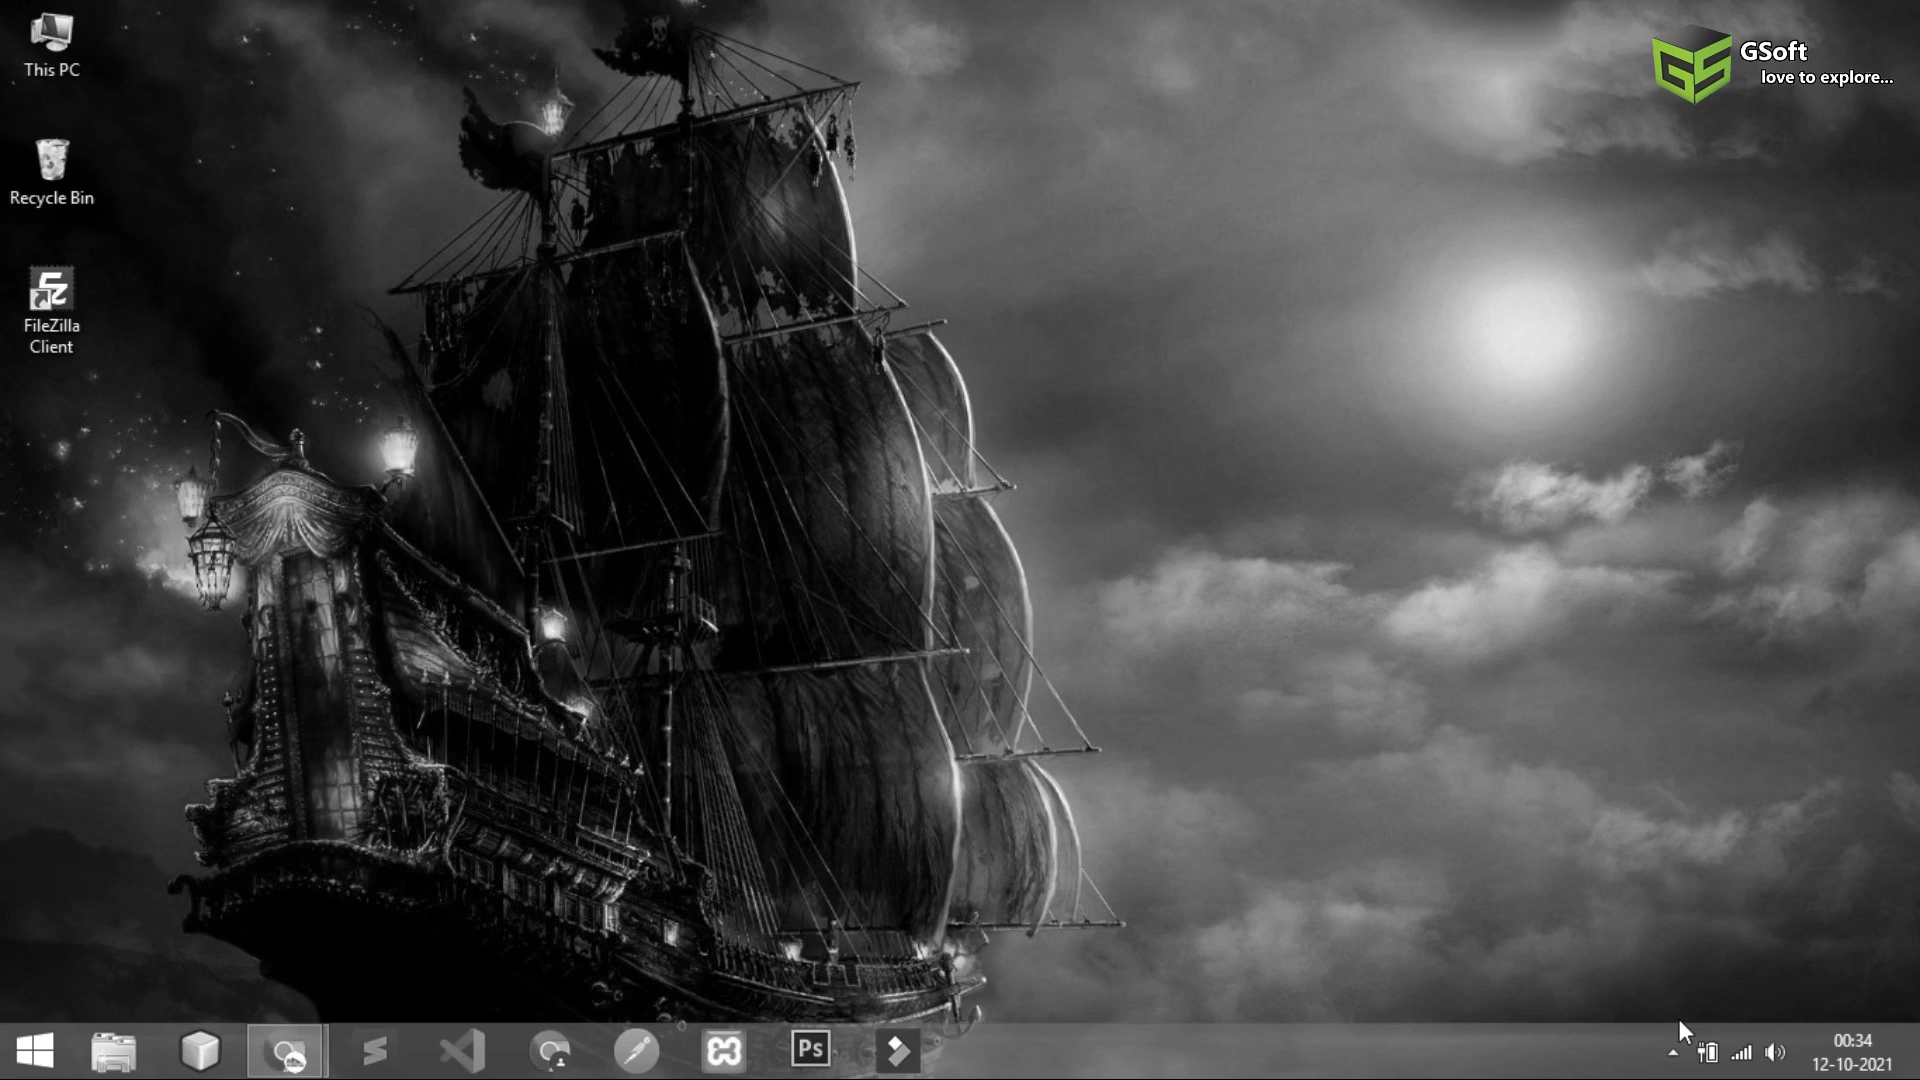 This PC
Recycle Bin
FileZilla
Client
GSoft
love to explore...
Ps
00:34
12-10-2021